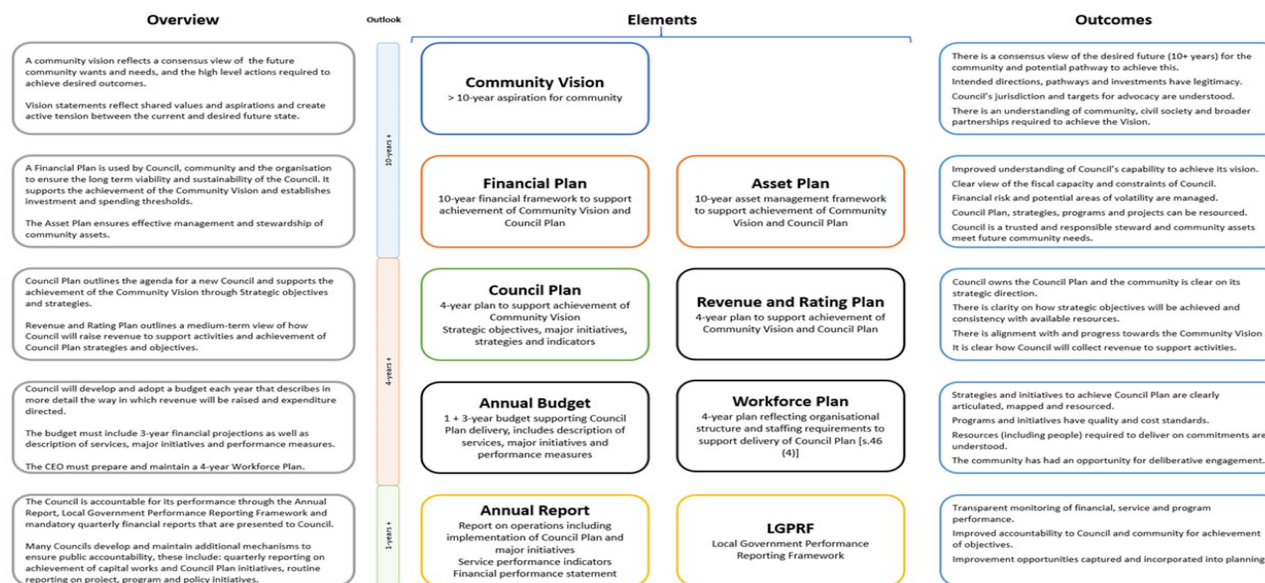 Overview
Outlook
Elements
Outcomes
A community vision reflects a consensus view of the future
community wants and needs, and the high level actions required to
achieve desired outcomes.
Vision statements reflect shared values and aspirations and create
active tension between the current and desired future state.
10-years +
Community Vision
> 10-year aspiration for community
There is a consensus view of the desired future (10+ years) for the
community and potential pathway to achieve this.
Intended directions, pathways and investments have legitimacy.
Council's jurisdiction and targets for advocacy are understood.
There is an understanding of community, civil society and broader
partnerships required to achieve the Vision.
A Financial Plan is used by Council, community and the organisation
to ensure the long term viability and sustainability of the Council. It
supports the achievement of the Community Vision and establishes
investment and spending thresholds.
The Asset Plan ensures effective management and stewardship of
community assets.
Financial Plan
10-year financial framework to support
achievement of Community Vision and
Council Plan
Asset Plan
10-year asset management framework
to support achievement of Community
Vision and Council Plan
Improved understanding of Council's capability to achieve its vision.
Clear view of the fiscal capacity and constraints of Council.
Financial risk and potential areas of volatility are managed.
Council Plan, strategies, programs and projects can be resourced.
Council is a trusted and responsible steward and community assets
meet future community needs.
Council Plan outlines the agenda for a new Council and supports the
achievement of the Community Vision through Strategic objectives
and strategies.
Revenue and Rating Plan outlines a medium-term view of how
Council will raise revenue to support activities and achievement of
Council Plan strategies and objectives.
4-years +
Council Plan
4-year plan to support achievement of
Community Vision
Strategic objectives, major initiatives,
strategies and indicators
Revenue and Rating Plan
4-year plan to support achievement of
Community Vision and Council Plan
Council owns the Council Plan and the community is clear on its
strategic direction.
There is clarity on how strategic objectives will be achieved and
consistency with available resources.
There is alignment with and progress towards the Community Vision
It is clear how Council will collect revenue to support activities.
Council will develop and adopt a budget each year that describes in
more detail the way in which revenue will be raised and expenditure
directed.
The budget must include 3-year financial projections as well as
description of services, major initiatives and performance measures.
The CEO must prepare and maintain a 4-year Workforce Plan.
Annual Budget
1 + 3-year budget supporting Council
Plan delivery, includes description of
services, major initiatives and
performance measures
Workforce Plan
4-year plan reflecting organisational
structure and staffing requirements to
support delivery of Council Plan [s.46
(4)]
Strategies and initiatives to achieve Council Plan are clearly
articulated, mapped and resourced.
Programs and initiatives have quality and cost standards.
Resources (including people) required to deliver on commitments are
understood.
The community has had an opportunity for deliberative engagement.
The Council is accountable for its performance through the Annual
Report, Local Government Performance Reporting Framework and
mandatory quarterly financial reports that are presented to Council.
Many Councils develop and maintain additional mechanisms to
ensure public accountability, these include: quarterly reporting on
achievement of capital works and Council Plan initiatives, routine
reporting on project, program and policy initiatives.
1-years +
Annual Report
Report on operations including
implementation of Council Plan and
major initiatives
Service performance indicators
Financial performance statement
LGPRF
Local Government Performance
Reporting Framework
Transparent monitoring of financial, service and program
performance.
Improved accountability to Council and community for achievement
of objectives.
Improvement opportunities captured and incorporated into planning